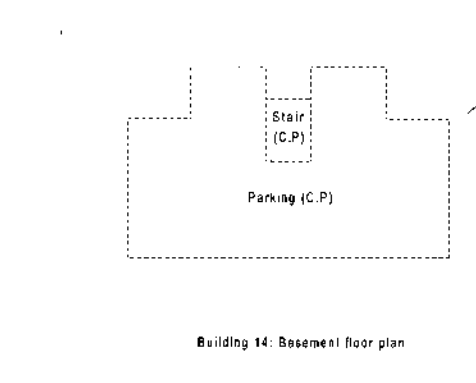 Stair
(C.P)
Parking (C.P)
Building 14: Basement floor plan